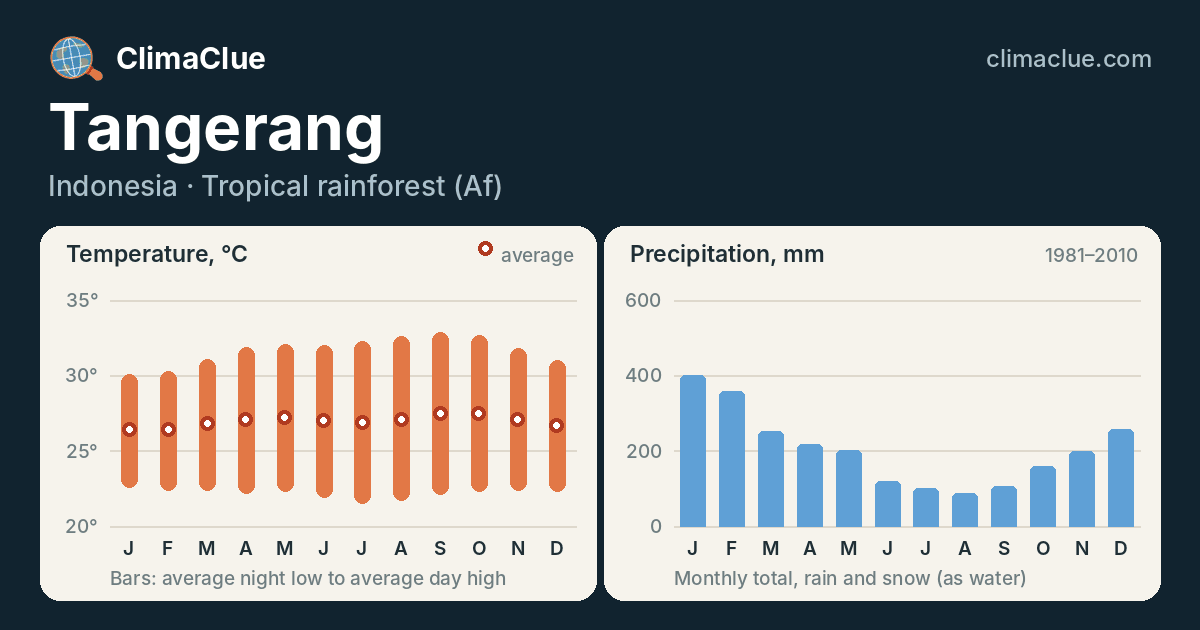 ClimaClue
climaclue.com
Tangerang
Indonesia · Tropical rainforest (Af)
Temperature, °C
average
35°
30°
25°
20°
J F M A M J J A S O N D
Bars: average night low to average day high
Precipitation, mm
1981–2010
600
400
200
0
J F M A M J J A S O N D
Monthly total, rain and snow (as water)